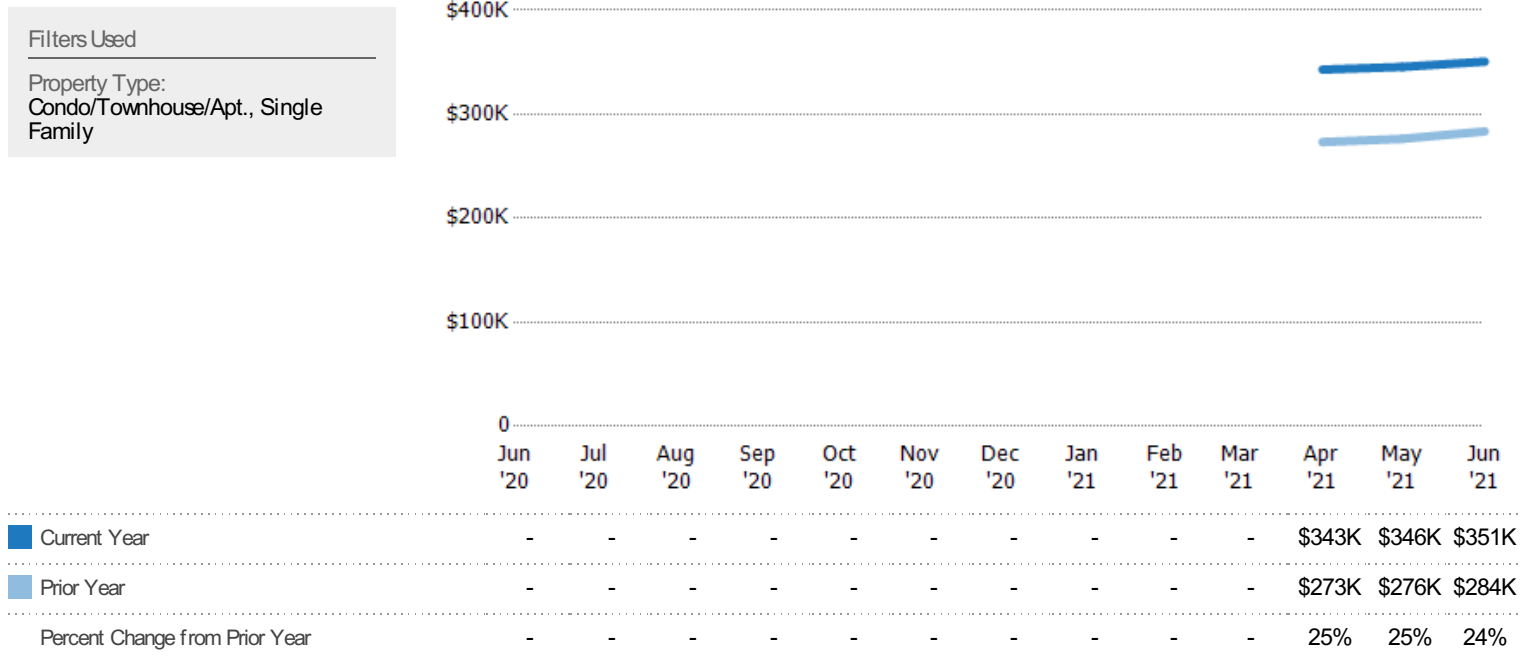 Filters Used
Property Type:
Condo/Townhouse/Apt., Single
Family
$400K
$300K
$200K
$100K
0
Jun Jul Aug Sep Oct Nov Dec Jan Feb Mar Apr May Jun
'20 '20 '20 '20 '20 '20 '20 '21 '21 '21 '21 '21 '21
Current Year - - - - - - - - - - $343K $346K $351K
Prior Year - - - - - - - - - - $273K $276K $284K
Percent Change from Prior Year - - - - - - - - - - 25% 25% 24%